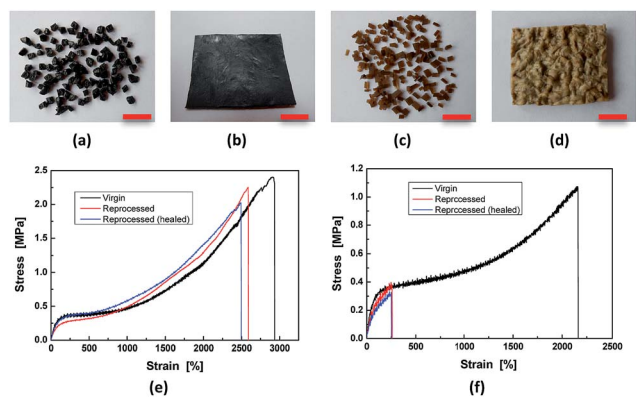 (a)
(b)
(c)
(d)
2.5
2.0
1.5
1.0
0.5
0.0
Stress [MPa]
Virgin
Reprocessed
Reprocessed (healed)
0 500 1000 1500 2000 2500 3000
Strain [%]
(e)
1.2
1.0
0.8
0.6
0.4
0.2
0.0
Stress [MPa]
Virgin
Reprocessed
Reprccessed (healed)
0 500 1000 1500 2000 2500
Strain [%]
(f)